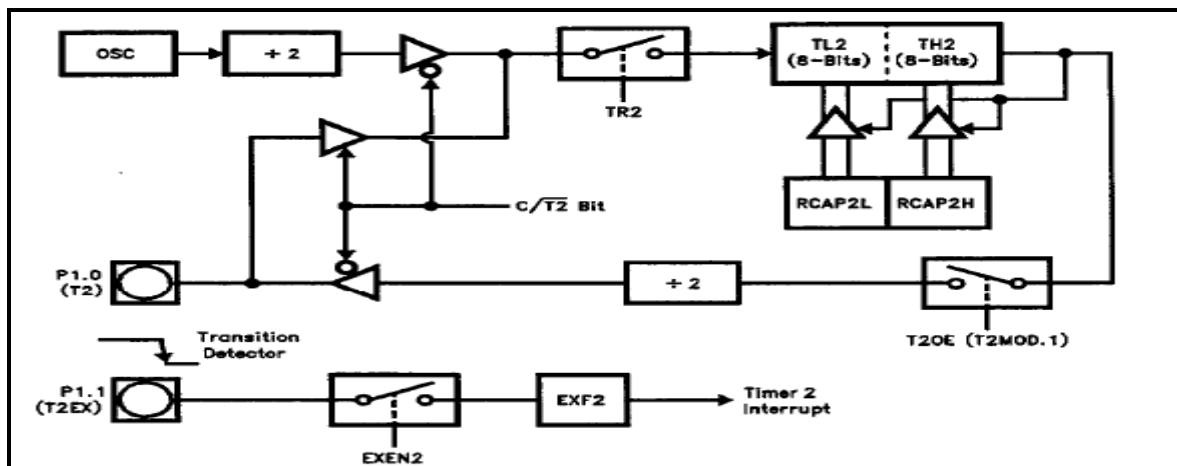 OSC
÷ 2
TR2
TL2
(8-Bits)
TH2
(8-Bits)
RCAP2L
RCAP2H
C/T̅2̅ Bit
P1.0
(T2)
÷ 2
T2OE (T2MOD.1)
Transition
Detector
P1.1
(T2EX)
EXEN2
EXF2
Timer 2
Interrupt